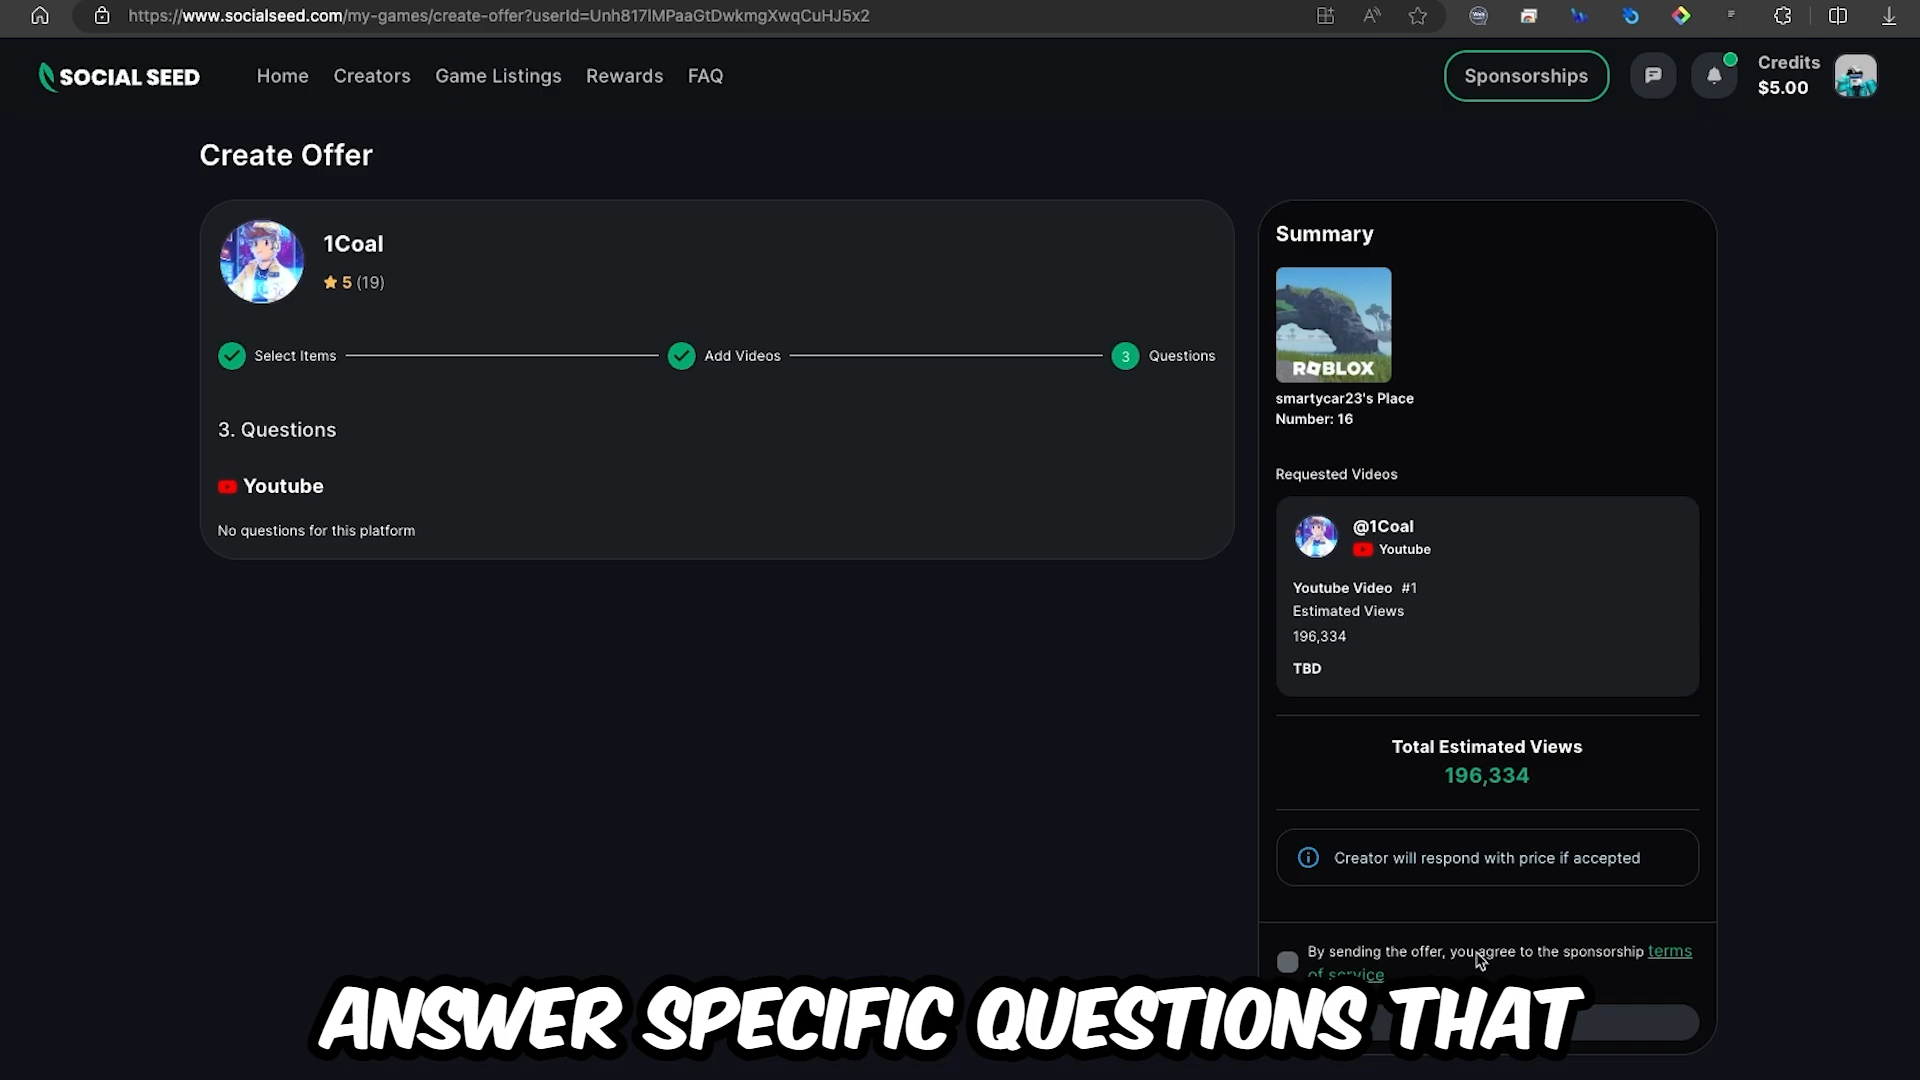 https://www.socialseed.com/my-games/create-offer?userId=Unh817lMPaaGtDwkmgXwqCuHJ5x2
SOCIAL SEED
Home
Creators
Game Listings
Rewards
FAQ
Sponsorships
Credits
$5.00
Create Offer
1Coal
5 (19)
Select Items
Add Videos
3 Questions
3. Questions
Youtube
No questions for this platform
Summary
ROBLOX
smartycar23's Place
Number: 16
Requested Videos
@1Coal
Youtube
Youtube Video #1
Estimated Views
196,334
TBD
Total Estimated Views
196,334
Creator will respond with price if accepted
By sending the offer, you agree to the sponsorship terms
of service
ANSWER SPECIFIC QUESTIONS THAT